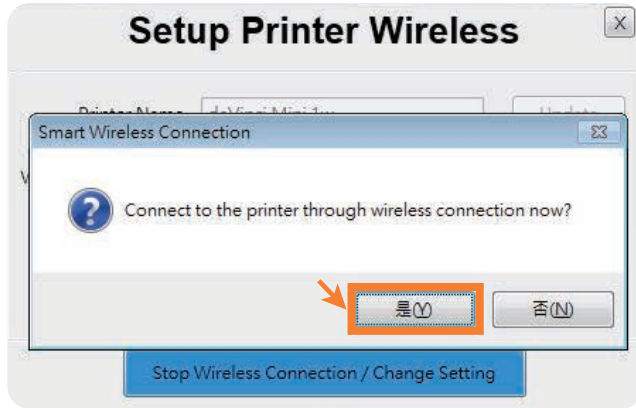 Setup Printer Wireless
X
Smart Wireless Connection
Connect to the printer through wireless connection now?
是(Y)
否(N)
Stop Wireless Connection / Change Setting